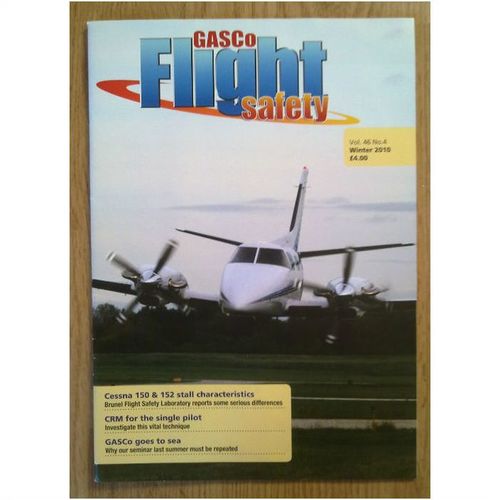 GASCo
Flight
safety
Vol. 46 No.4
Winter 2010
£4.00
Cessna 150 & 152 stall characteristics
Brunel Flight Safety Laboratory reports some serious differences
CRM for the single pilot
Investigate this vital technique
GASCo goes to sea
Why our seminar last summer must be repeated